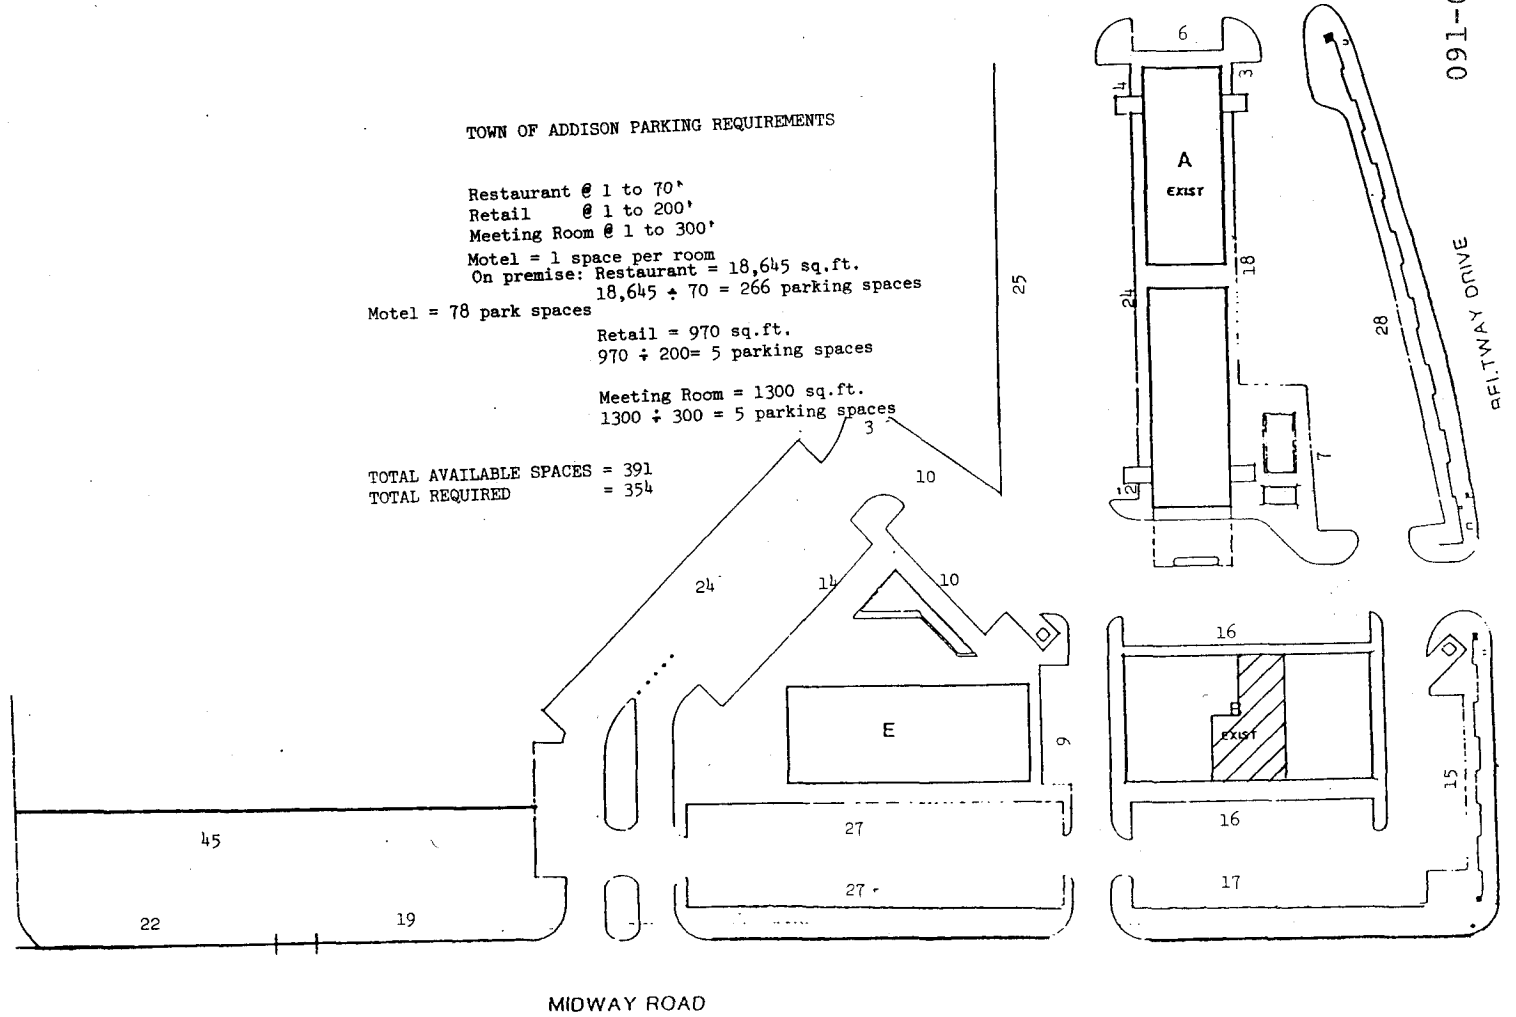 091-
TOWN OF ADDISON PARKING REQUIREMENTS
Restaurant @ 1 to 70'
Retail @ 1 to 200'
Meeting Room @ 1 to 300'
Motel = 1 space per room
On premise: Restaurant = 18,645 sq.ft.
18,645 ÷ 70 = 266 parking spaces
Motel = 78 park spaces
Retail = 970 sq.ft.
970 ÷ 200= 5 parking spaces
Meeting Room = 1300 sq.ft.
1300 ÷ 300 = 5 parking spaces
TOTAL AVAILABLE SPACES = 391
TOTAL REQUIRED = 354
6
4
3
A
EXIST
25
24
18
28
BELTWAY DRIVE
3
10
7
12
24
14
10
16
E
9
B
EXIST
15
45
27
16
22
19
27
17
MIDWAY ROAD